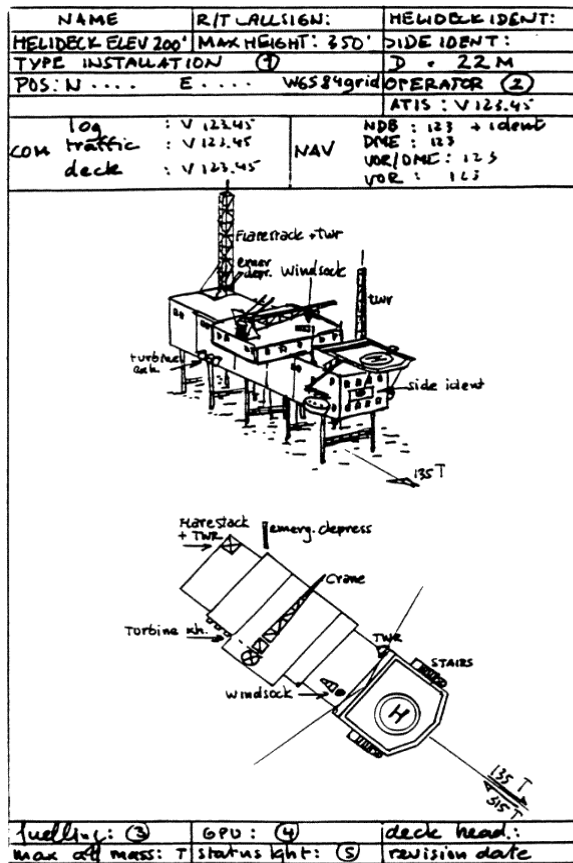 NAME R/T CALLSIGN: HELIDECK IDENT:
HELIDECK ELEV 200' MAX HEIGHT: 350' SIDE IDENT:
TYPE INSTALLATION ① D = 22 M
POS: N .... E .... WGS84grid OPERATOR ②
ATIS: V 123.45
COM log : V 123.45
traffic : V 123.45
deck : V 123.45
NAV NDB : 123 + ident
DME : 123
VOR/DME : 123
VOR : 123
Flarestack + TWR
emer depr.
Windsock
twr
turbine exh.
side ident
135 T
Flarestack + TWR
emerg. depress
Crane
Turbine xh.
TWR
STAIRS
windsock
H
135 T
315 T
fuelling: ③ GPU: ④ deck head.:
max all mass: T status light: ⑤ revision date